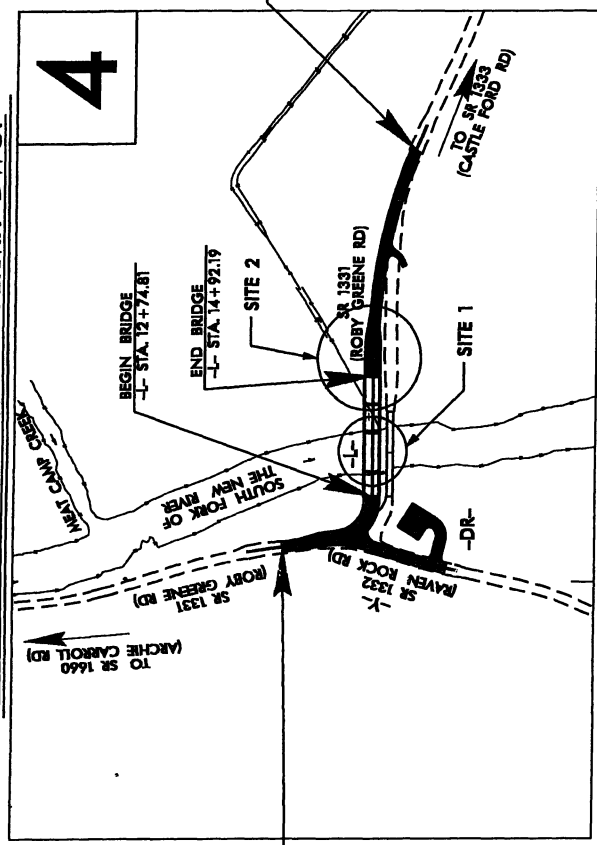 4
BEGIN BRIDGE
-L- STA. 12+74.81
END BRIDGE
-L- STA. 14+92.19
SITE 2
SR 1331
(ROBY GREENE RD)
SITE 1
TO SR 1333
(CASTLE FORD RD)
MEAT CAMP CREEK
SOUTH FORK OF
THE NEW RIVER
-L-
SR 1331
(ROBY GREENE RD)
-Y-
SR 1332
(RAVEN ROCK RD)
-DR-
TO SR 1660
(ARCHIE CARROLL RD)